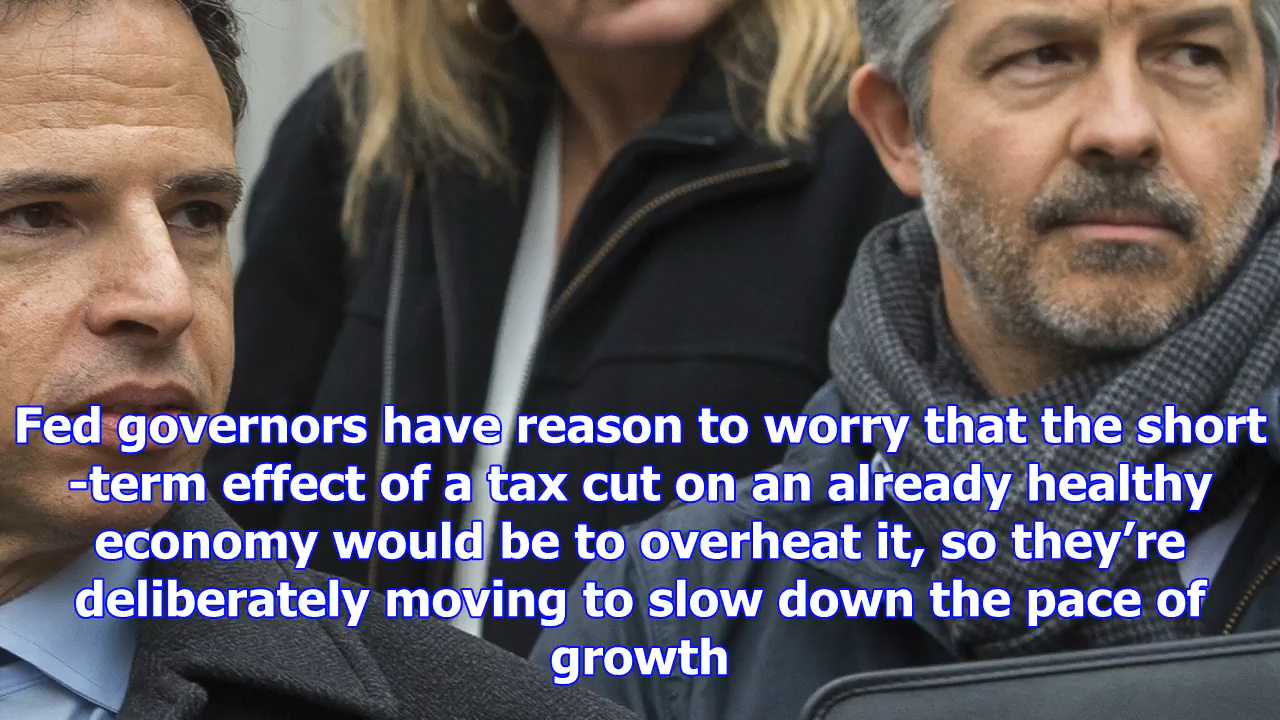 Fed governors have reason to worry that the short
-term effect of a tax cut on an already healthy
economy would be to overheat it, so they’re
deliberately moving to slow down the pace of
growth